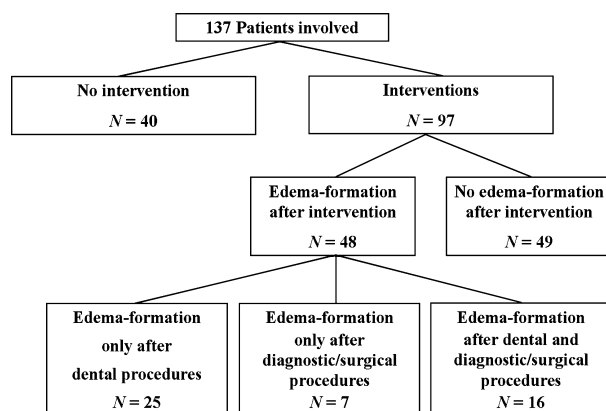 137 Patients involved
No intervention
N = 40
Interventions
N = 97
Edema-formation
after intervention
N = 48
No edema-formation
after intervention
N = 49
Edema-formation
only after
dental procedures
N = 25
Edema-formation
only after
diagnostic/surgical
procedures
N = 7
Edema-formation
after dental and
diagnostic/surgical
procedures
N = 16